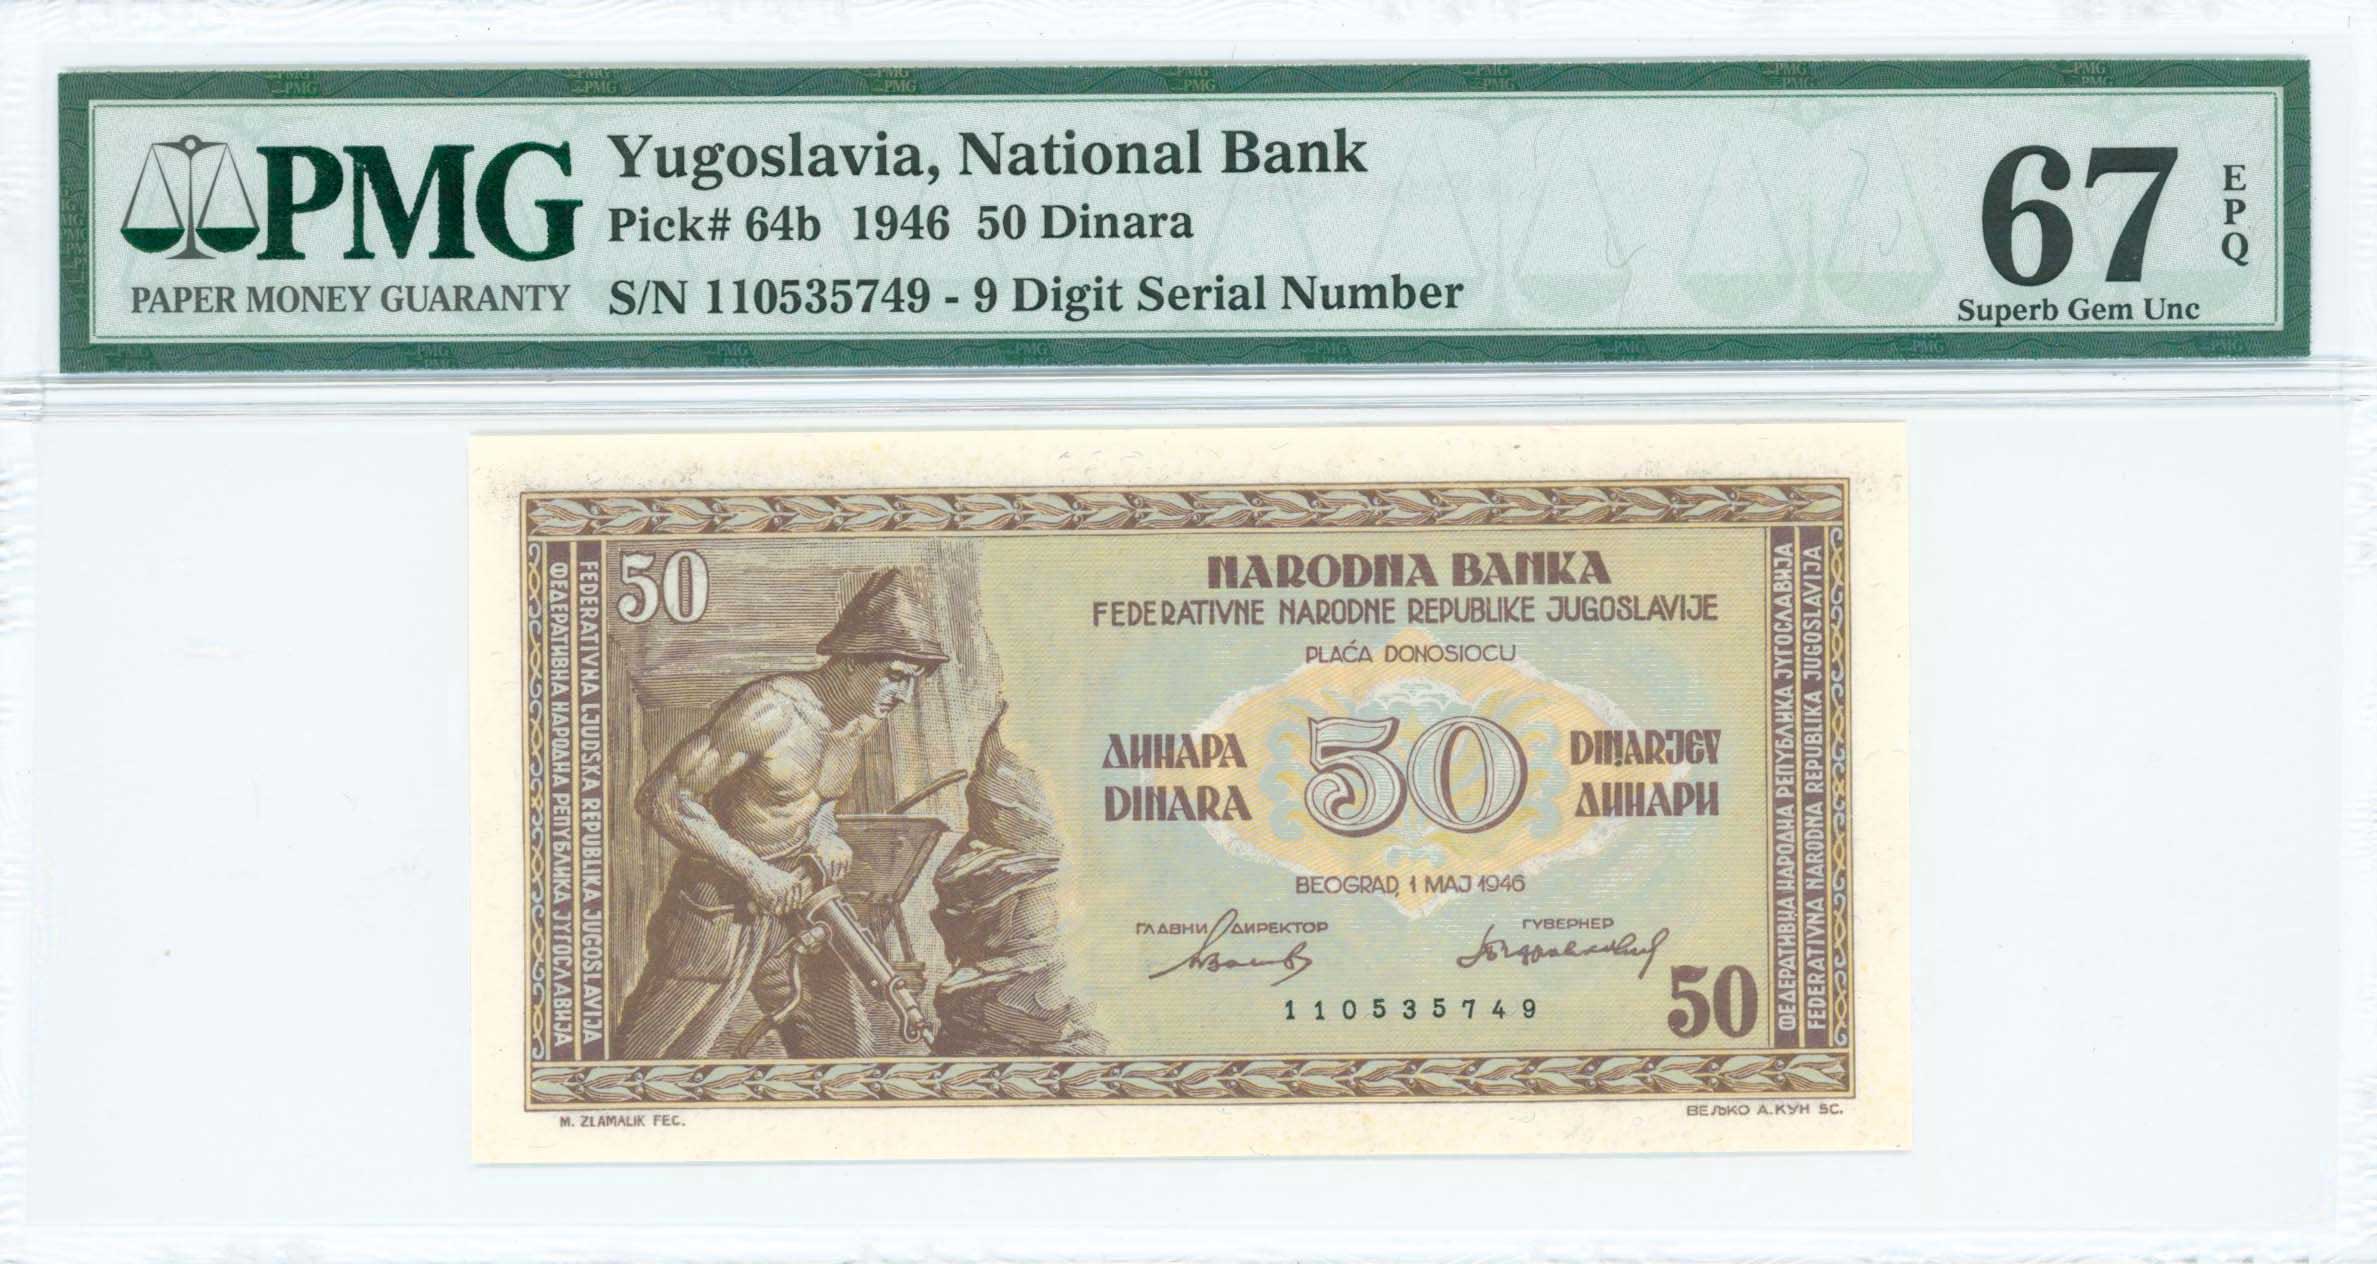 PMG
PAPER MONEY GUARANTY
Yugoslavia, National Bank
Pick# 64b 1946 50 Dinara
S/N 110535749 - 9 Digit Serial Number
67
EPQ
Superb Gem Unc
ФЕДЕРАТИВНА НАРОДНА РЕПУБЛИКА ЈУГОСЛАВИЈА
FEDERATIVNA LJUDSKA REPUBLIKA JUGOSLAVIJA
50
NARODNA BANKA
FEDERATIVNE NARODNE REPUBLIKE JUGOSLAVIJE
PLAĆA DONOSIOCU
ДИНАРА
DINARA
50
DINARJEV
ДИНАРИ
BEOGRAD, 1 MAJ 1946
ГЛАВНИ ДИРЕКТОР
ГУВЕРНЕР
110535749
50
ФЕДЕРАТИВНА НАРОДНА РЕПУБЛИКА ЈУГОСЛАВИЈА
FEDERATIVNA NARODNA REPUBLIKA JUGOSLAVIJA
M. ZLAMALIK FEC.
ВЕЉКО А.КУН SC.